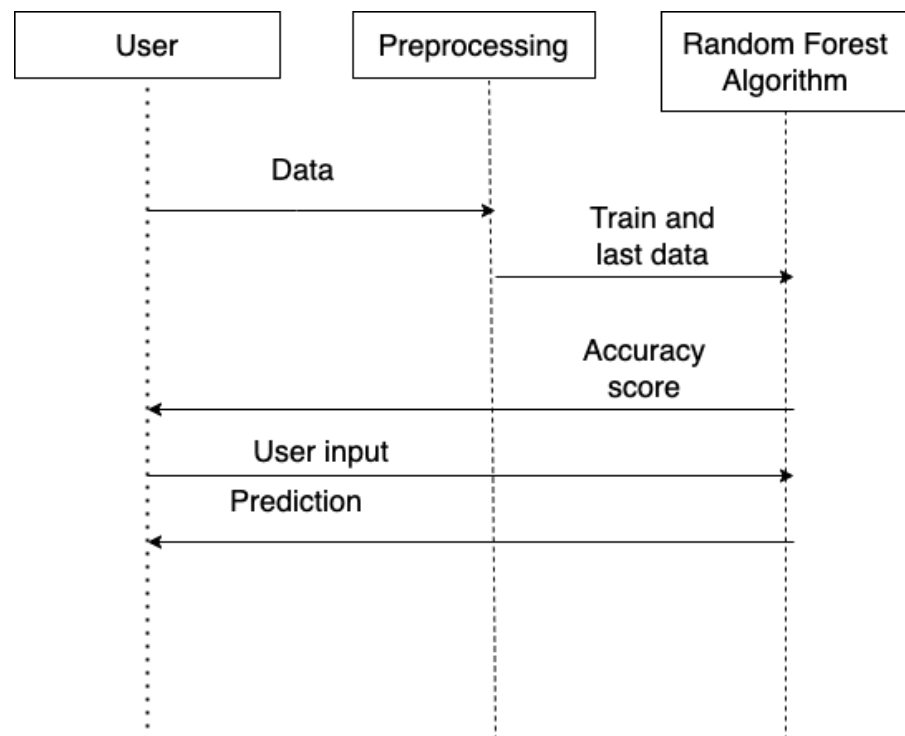 User
Preprocessing
Random Forest
Algorithm
Data
Train and
last data
Accuracy
score
User input
Prediction